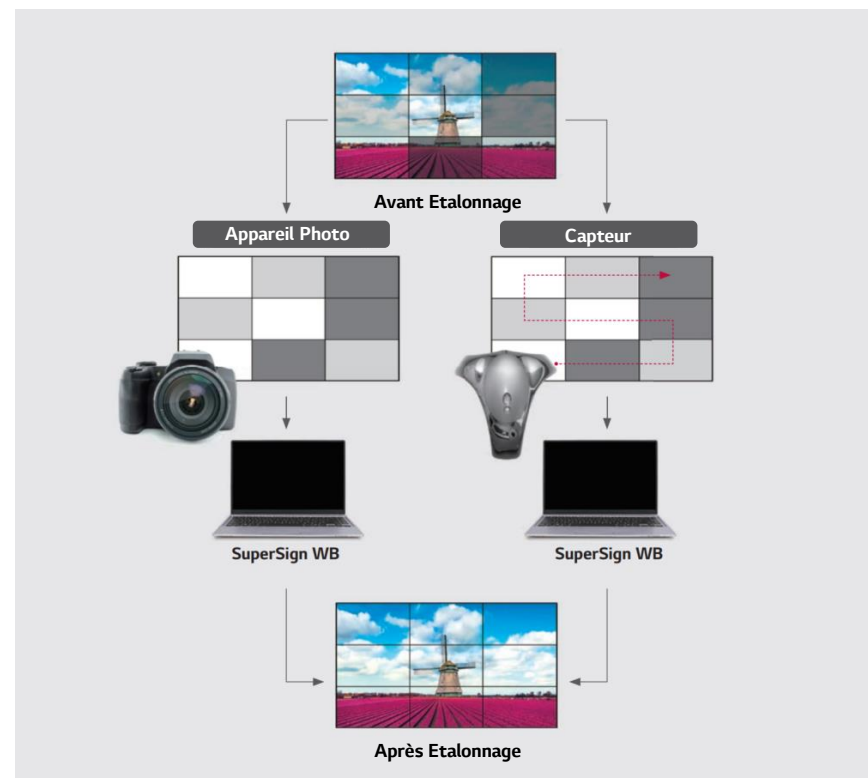 Avant Etalonnage
Appareil Photo
Capteur
SuperSign WB
SuperSign WB
Après Etalonnage